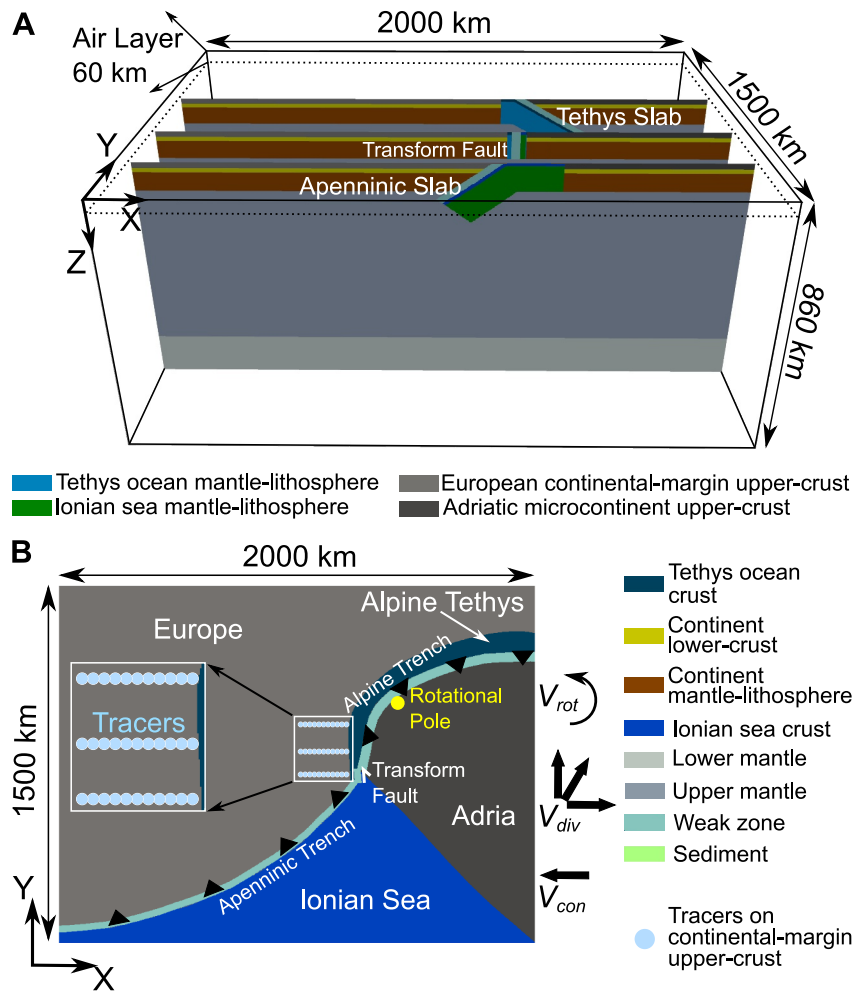 A
2000 km
Air Layer
60 km
1500 km
Tethys Slab
Y
Transform Fault
Apenninic Slab
X
Z
860 km
Tethys ocean mantle-lithosphere
European continental-margin upper-crust
Ionian sea mantle-lithosphere
Adriatic microcontinent upper-crust
B
2000 km
Alpine Tethys
Europe
Alpine Trench
Rotational
Pole
Tracers
1500 km
Transform
Fault
Adria
Apenninic Trench
Ionian Sea
Y
X
Vrot
Vdiv
Vcon
Tethys ocean
crust
Continent
lower-crust
Continent
mantle-lithosphere
Ionian sea crust
Lower mantle
Upper mantle
Weak zone
Sediment
Tracers on
continental-margin
upper-crust